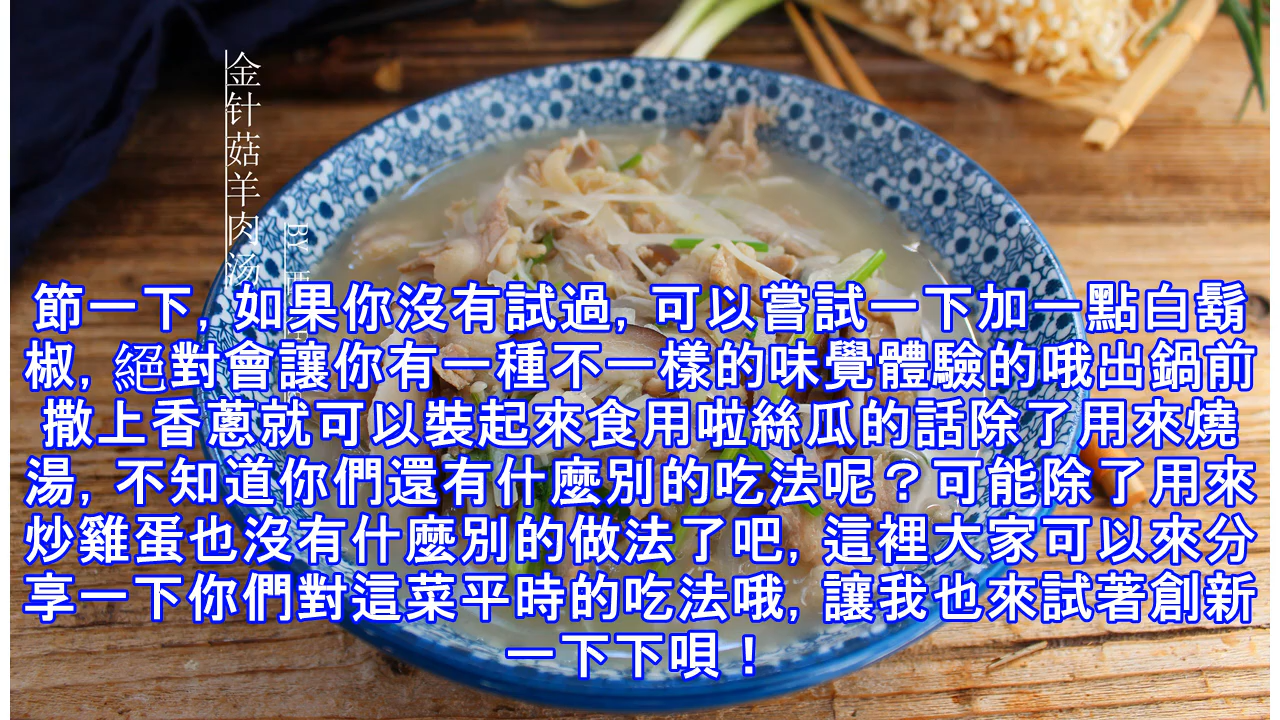 金针菇羊肉汤
BY 西
節一下, 如果你沒有試過, 可以嘗試一下加一點白鬍
椒, 絕對會讓你有一種不一樣的味覺體驗的哦出鍋前
撒上香蔥就可以裝起來食用啦絲瓜的話除了用來燒
湯, 不知道你們還有什麼別的吃法呢？可能除了用來
炒雞蛋也沒有什麼別的做法了吧, 這裡大家可以來分
享一下你們對這菜平時的吃法哦, 讓我也來試著創新
一下下唄！